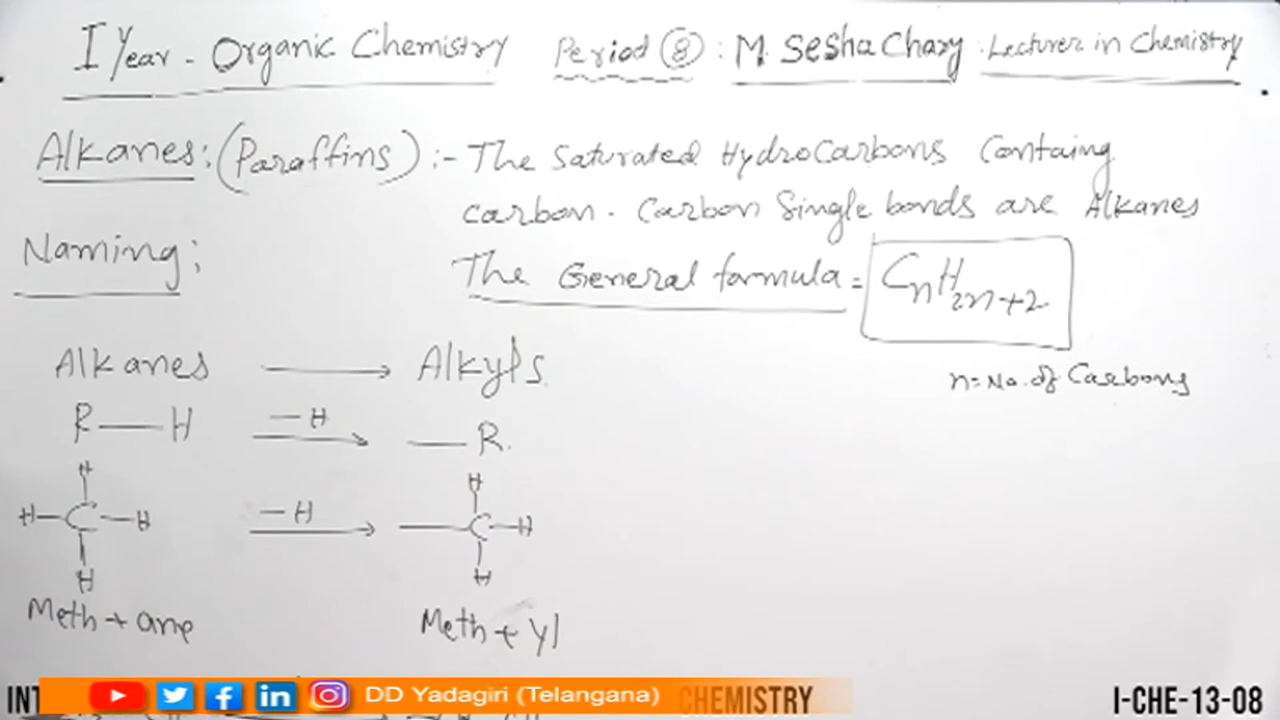 I Year - Organic Chemistry Period 8 : M. Sesha Chary Lecturer in Chemistry
Alkanes: (Paraffins) :- The Saturated HydroCarbons Containg
carbon - Carbon Single bonds are Alkanes
Naming:
The General formula = CnH2n+2
n = No. of Carbons
Alkanes → Alkyls
R — H — H → — R.
H H
H — C — H — H → — C — H
H H
Meth + ane Meth + yl
INT DD Yadagiri (Telangana) CHEMISTRY I-CHE-13-08